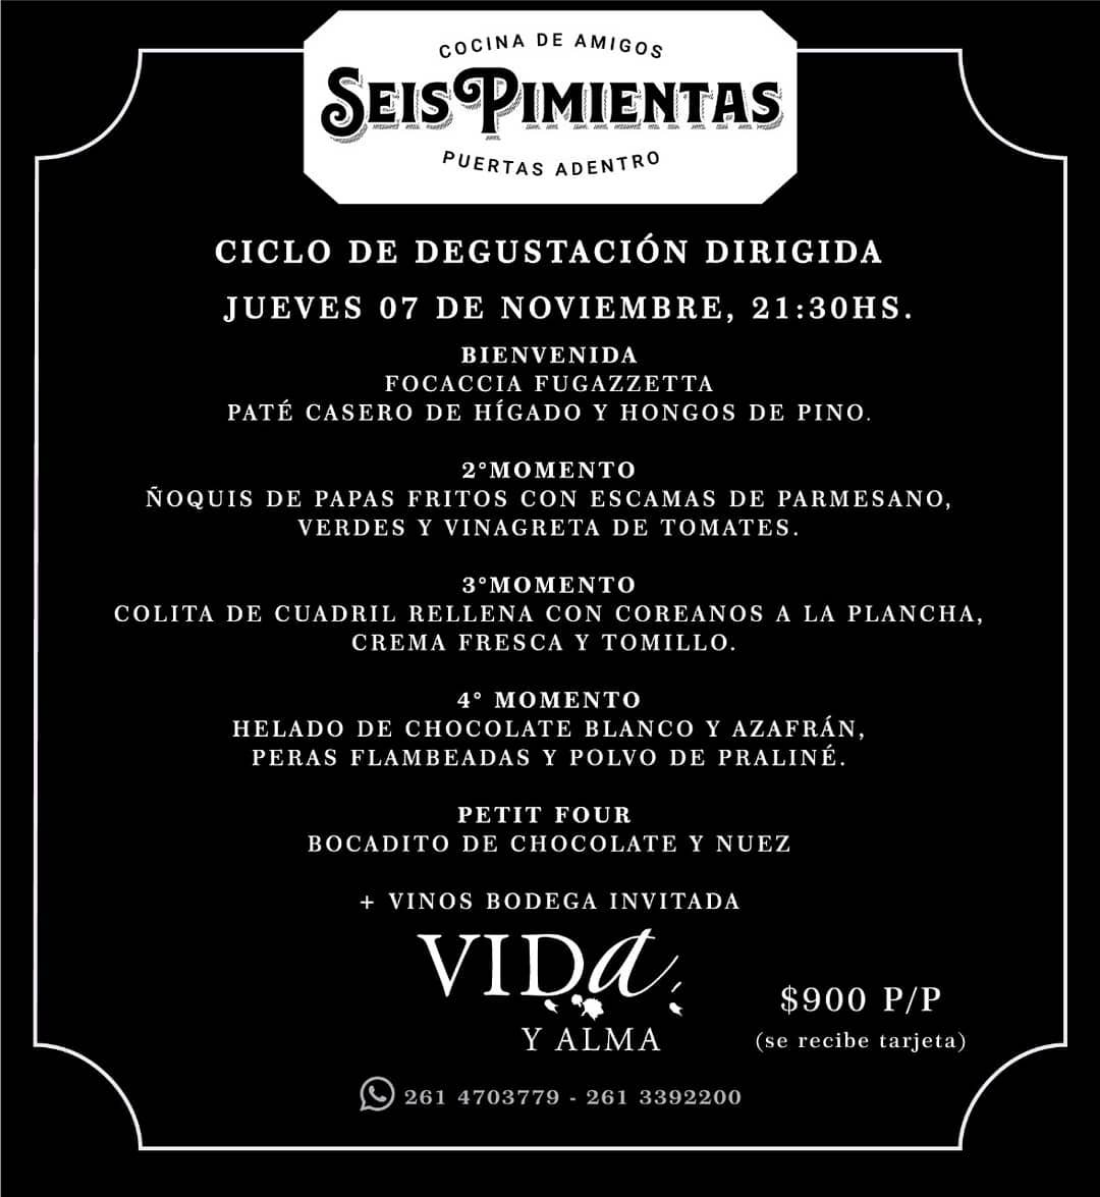 COCINA DE AMIGOS
SEIS PIMIENTAS
PUERTAS ADENTRO
CICLO DE DEGUSTACIÓN DIRIGIDA
JUEVES 07 DE NOVIEMBRE, 21:30HS.
BIENVENIDA
FOCACCIA FUGAZZETTA
PATÉ CASERO DE HÍGADO Y HONGOS DE PINO.
2°MOMENTO
ÑOQUIS DE PAPAS FRITOS CON ESCAMAS DE PARMESANO,
VERDES Y VINAGRETA DE TOMATES.
3°MOMENTO
COLITA DE CUADRIL RELLENA CON COREANOS A LA PLANCHA,
CREMA FRESCA Y TOMILLO.
4° MOMENTO
HELADO DE CHOCOLATE BLANCO Y AZAFRÁN,
PERAS FLAMBEADAS Y POLVO DE PRALINÉ.
PETIT FOUR
BOCADITO DE CHOCOLATE Y NUEZ
+ VINOS BODEGA INVITADA
VIDa
Y ALMA
$900 P/P
(se recibe tarjeta)
261 4703779 - 261 3392200